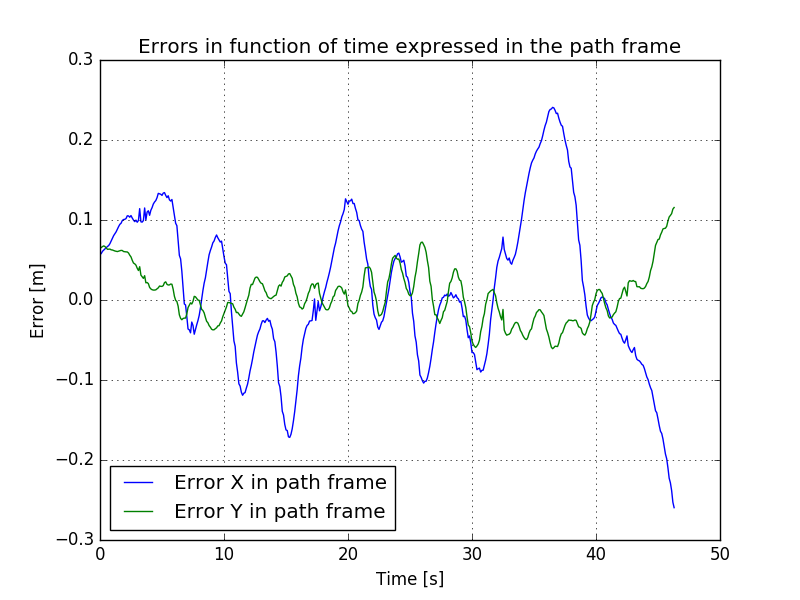 Errors in function of time expressed in the path frame
0.3
0.2
0.1
0.0
−0.1
−0.2
−0.3
Error [m]
Error X in path frame
Error Y in path frame
0 10 20 30 40 50
Time [s]